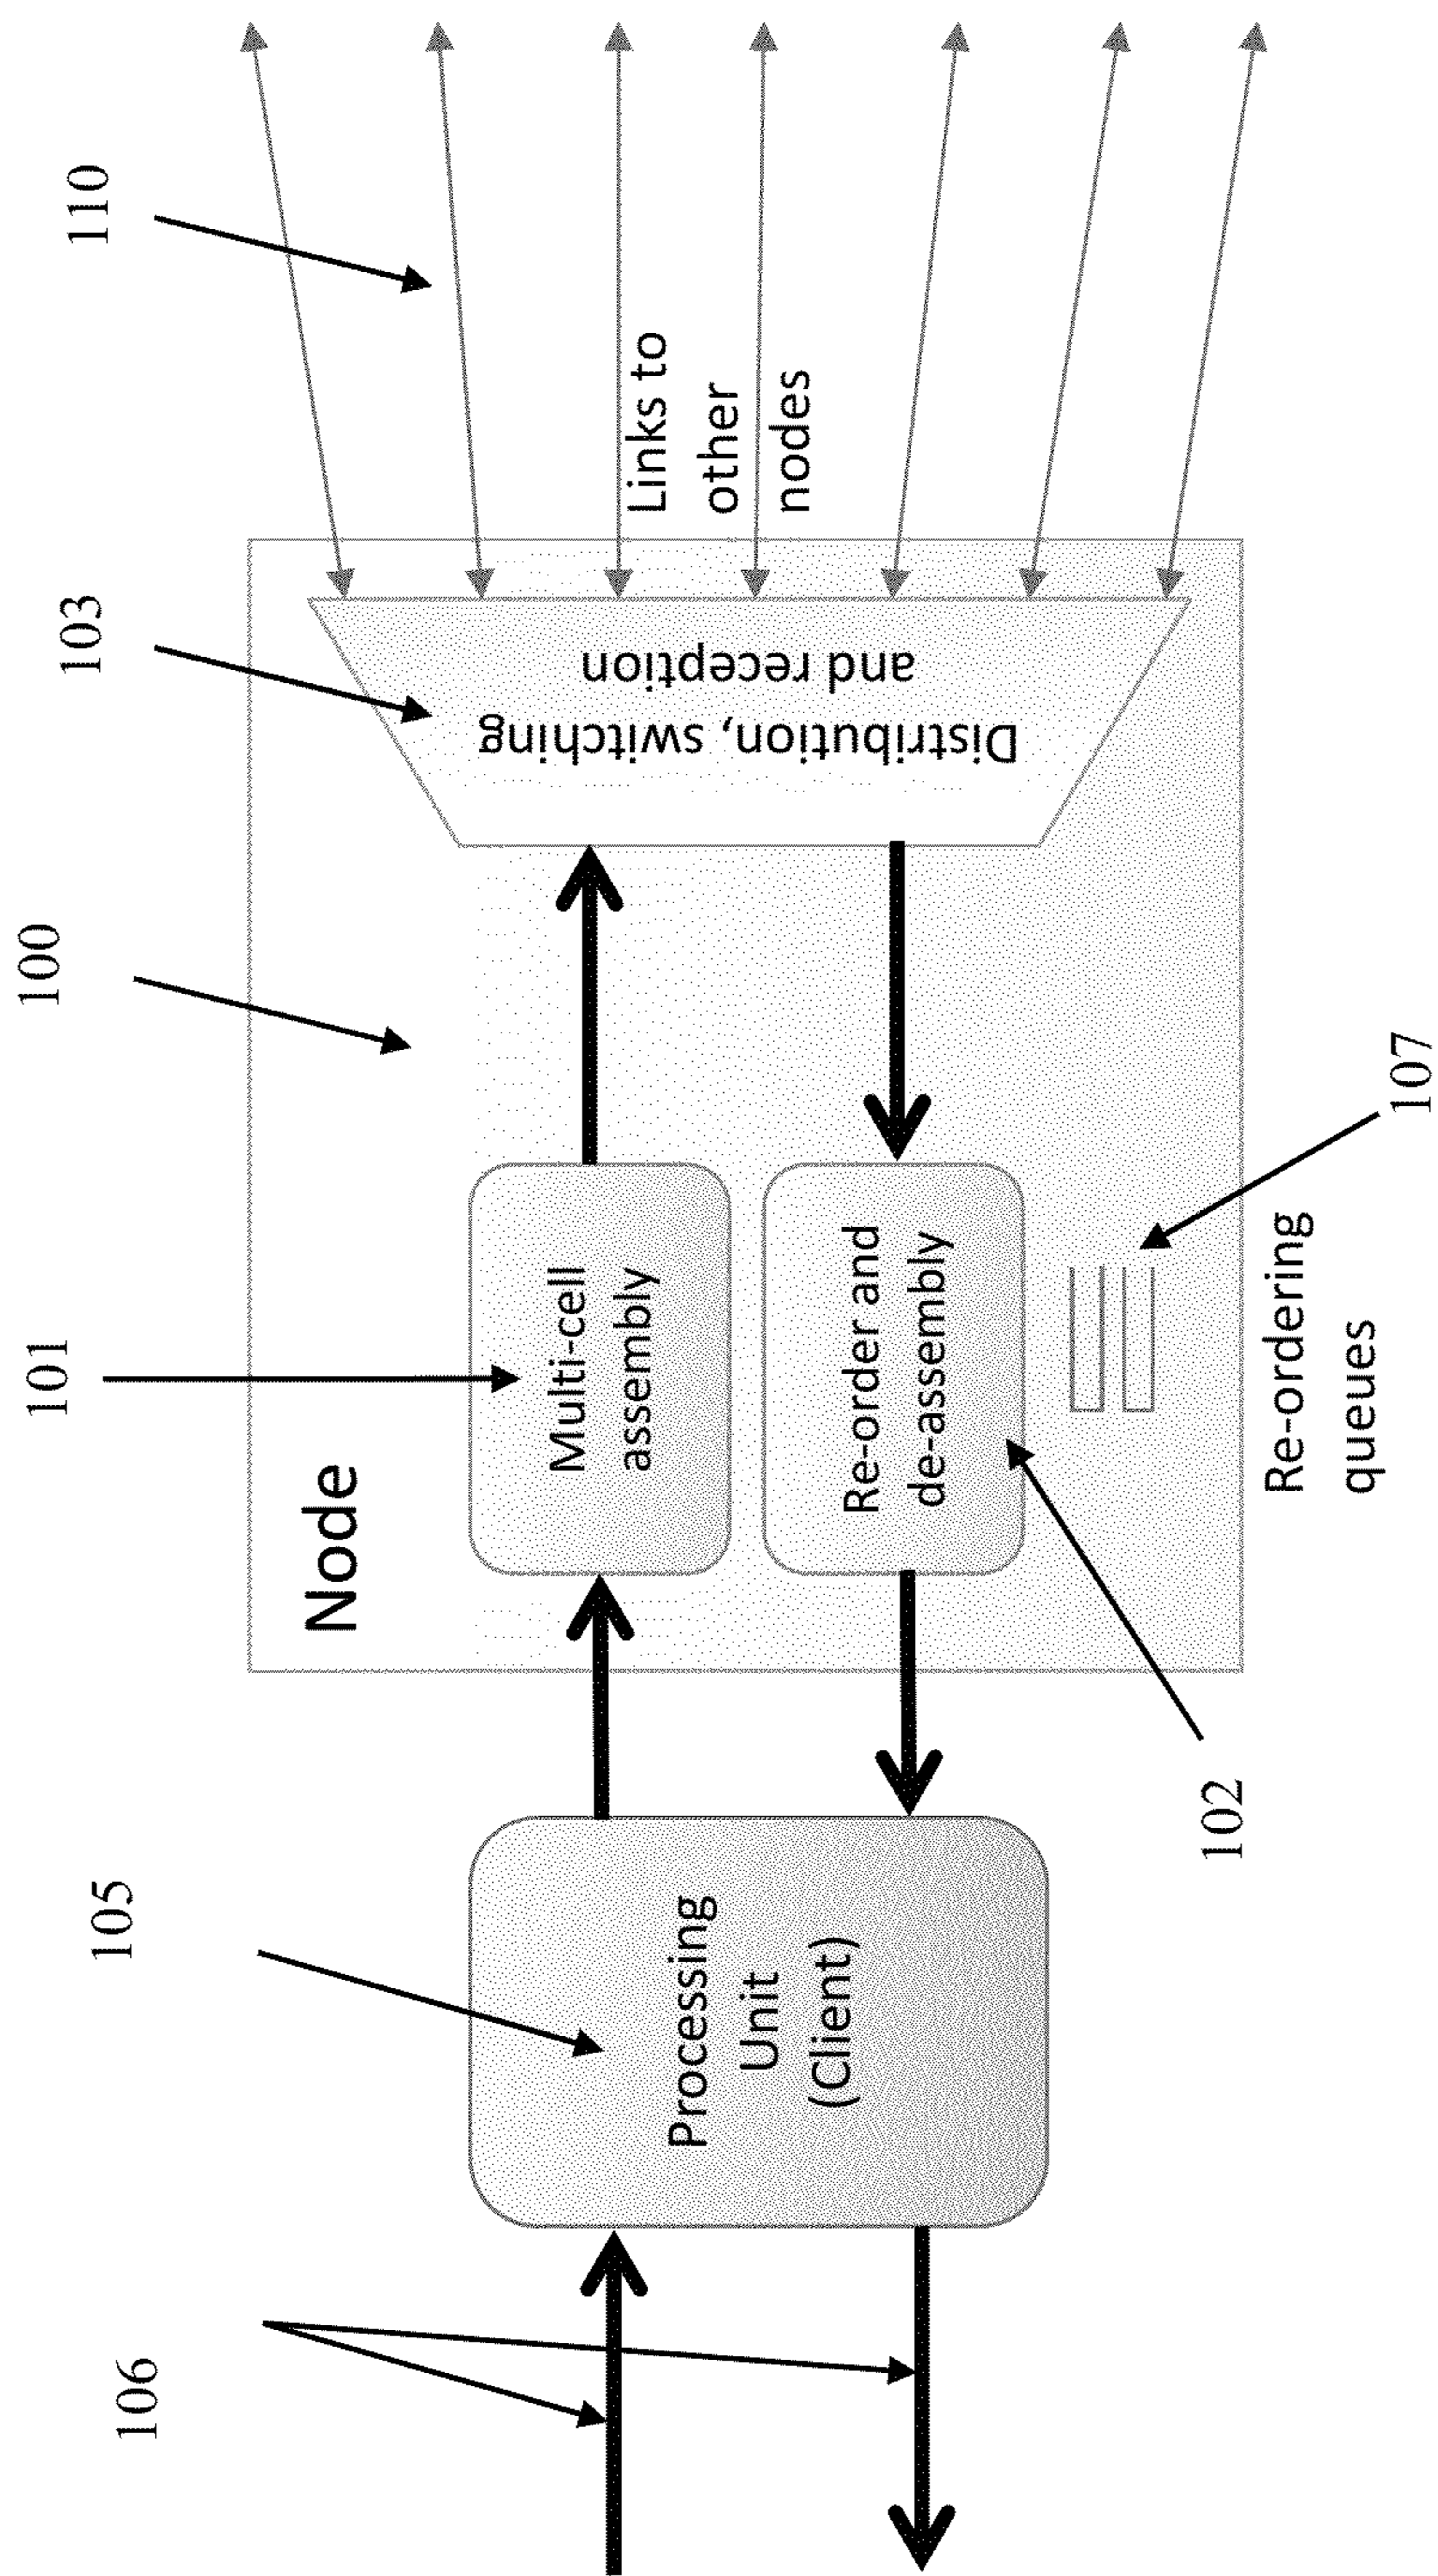 106
105
101
100
103
110
Node
Processing
Unit
(Client)
Multi-cell
assembly
Re-order and
de-assembly
Distribution, switching
and reception
Links to
other
nodes
102
Re-ordering
queues
107